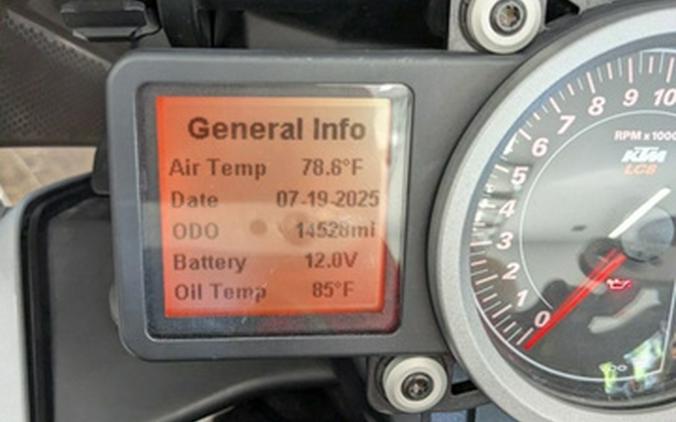 General Info
Air Temp 78.6°F
Date 07-19-2025
ODO 14528mi
Battery 12.0V
Oil Temp 85°F
0
1
2
3
4
5
6
7
8
9
10
RPM x 1000
KTM
LC8